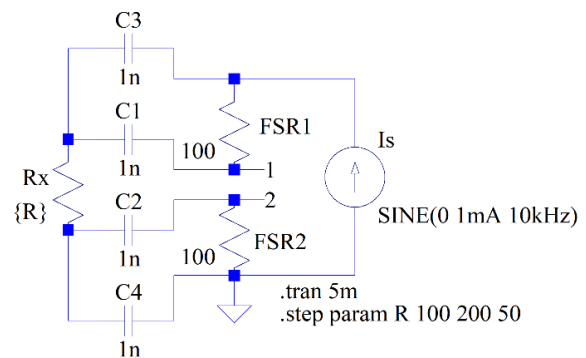 C3
1n
C1
FSR1
1n
100
Is
Rx
1
C2
2
{R}
SINE(0 1mA 10kHz)
1n
100
FSR2
C4
.tran 5m
.step param R 100 200 50
1n